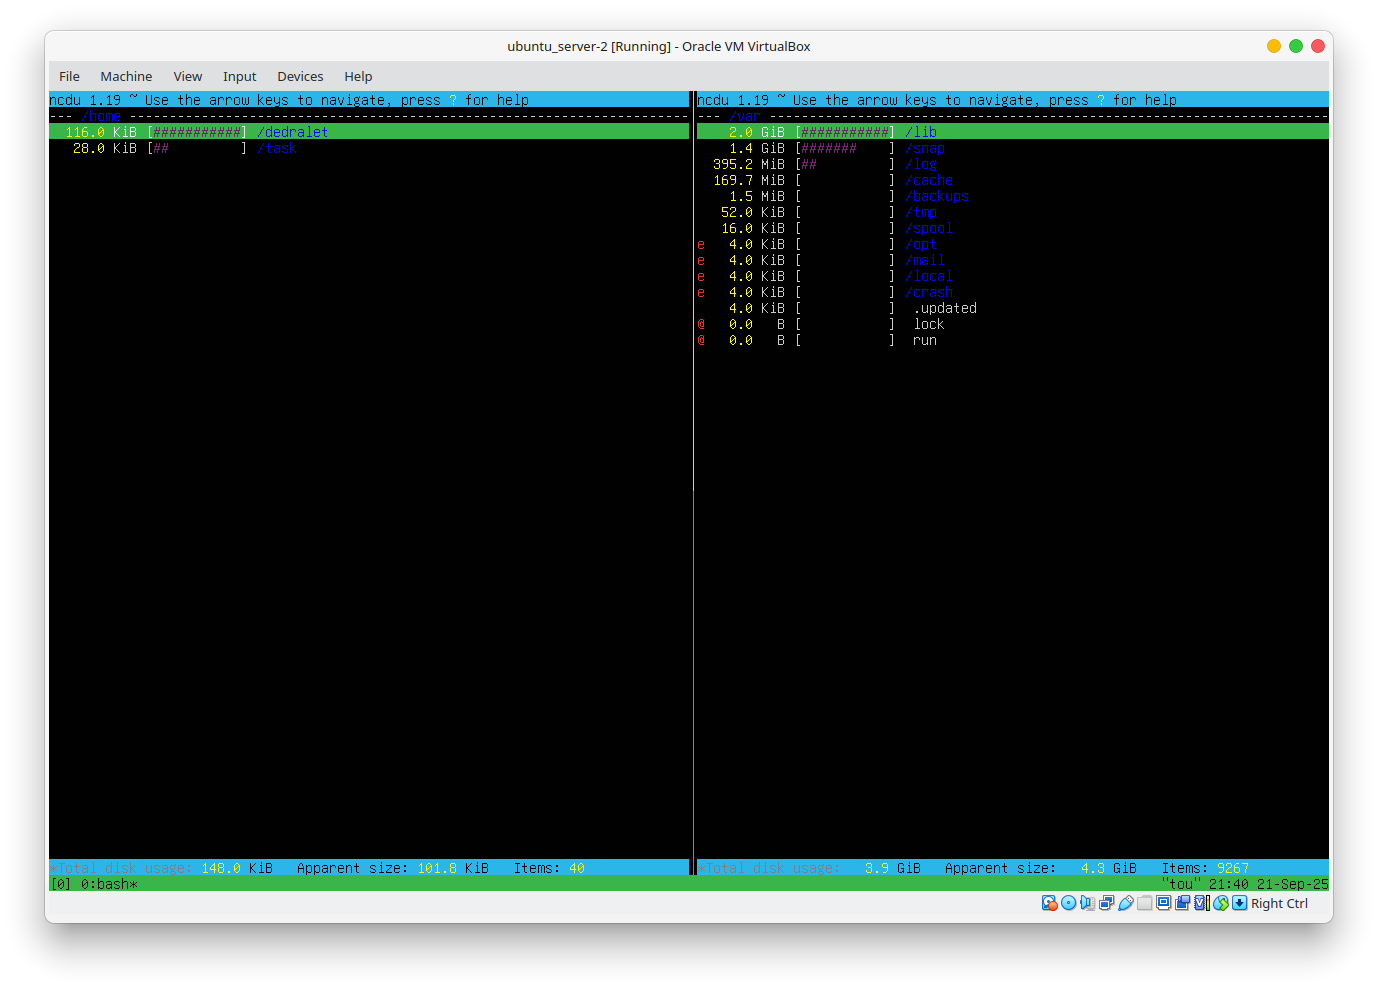 ubuntu_server-2 [Running] - Oracle VM VirtualBox
File Machine View Input Devices Help
ncdu 1.19 ~ Use the arrow keys to navigate, press ? for help
--- /home ----------------------------------------------------------------------
116.0 KiB [###########] /dedralet
28.0 KiB [## ] /task
*Total disk usage: 148.0 KiB Apparent size: 101.8 KiB Items: 40
ncdu 1.19 ~ Use the arrow keys to navigate, press ? for help
--- /var -----------------------------------------------------------------------
2.0 GiB [###########] /lib
1.4 GiB [####### ] /snap
395.2 MiB [## ] /log
169.7 MiB [ ] /cache
1.5 MiB [ ] /backups
52.0 KiB [ ] /tmp
16.0 KiB [ ] /spool
e 4.0 KiB [ ] /opt
e 4.0 KiB [ ] /mail
e 4.0 KiB [ ] /local
e 4.0 KiB [ ] /crash
4.0 KiB [ ] .updated
@ 0.0 B [ ] lock
@ 0.0 B [ ] run
*Total disk usage: 3.9 GiB Apparent size: 4.3 GiB Items: 9267
[0] 0:bash* "tou" 21:40 21-Sep-25
Right Ctrl